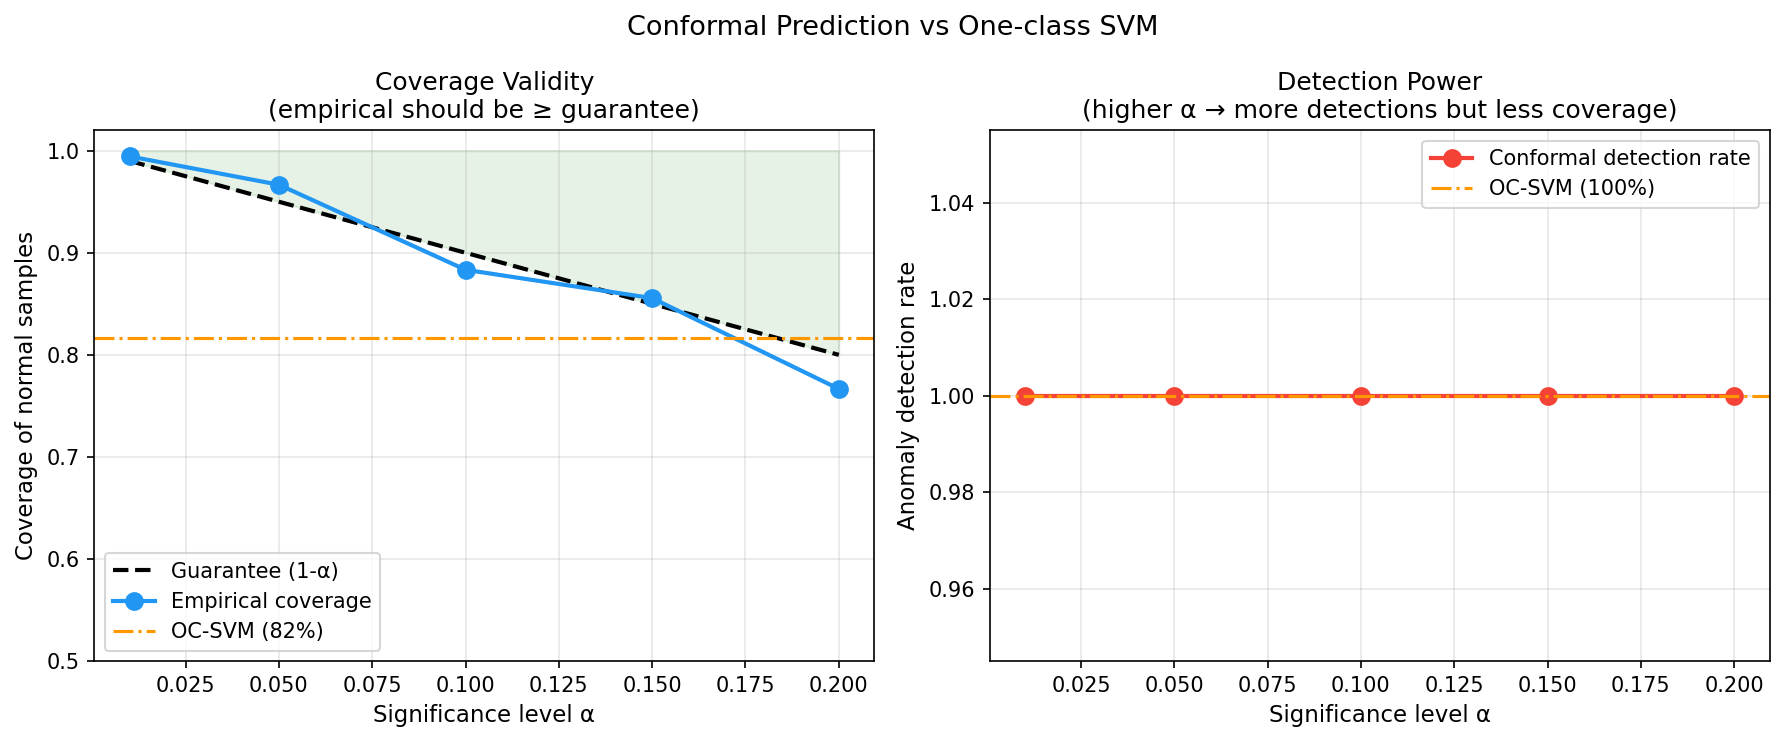 Conformal Prediction vs One-class SVM
Coverage Validity
(empirical should be ≥ guarantee)
Coverage of normal samples
1.0
0.9
0.8
0.7
0.6
0.5
Guarantee (1-α)
Empirical coverage
OC-SVM (82%)
0.025 0.050 0.075 0.100 0.125 0.150 0.175 0.200
Significance level α
Detection Power
(higher α → more detections but less coverage)
Anomaly detection rate
1.04
1.02
1.00
0.98
0.96
Conformal detection rate
OC-SVM (100%)
0.025 0.050 0.075 0.100 0.125 0.150 0.175 0.200
Significance level α